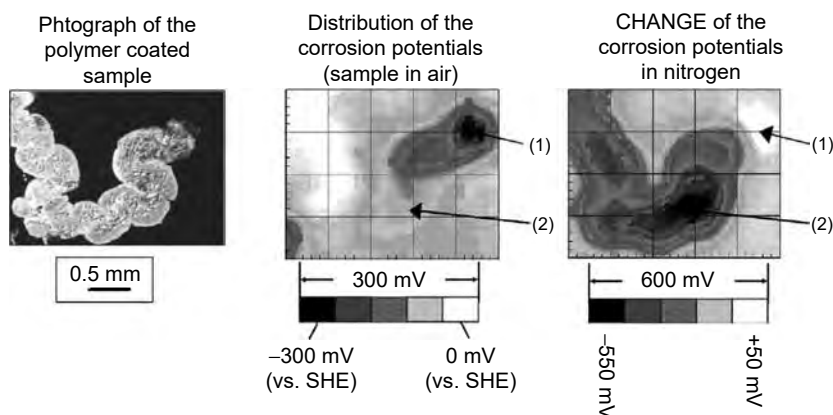 Phtograph of the
polymer coated
sample
0.5 mm
Distribution of the
corrosion potentials
(sample in air)
(1)
(2)
300 mV
–300 mV
(vs. SHE)
0 mV
(vs. SHE)
CHANGE of the
corrosion potentials
in nitrogen
(1)
(2)
600 mV
–550 mV
+50 mV